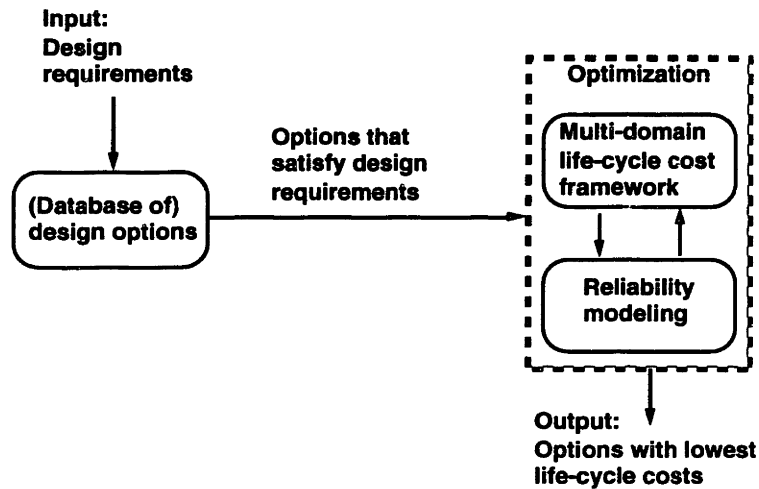 Input:
Design
requirements
(Database of)
design options
Options that
satisfy design
requirements
Optimization
Multi-domain
life-cycle cost
framework
Reliability
modeling
Output:
Options with lowest
life-cycle costs